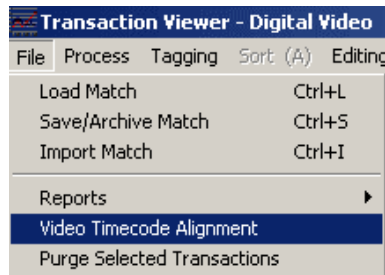 Transaction Viewer - Digital Video
File Process Tagging Sort (A) Editing
Load Match Ctrl+L
Save/Archive Match Ctrl+S
Import Match Ctrl+I
Reports
Video Timecode Alignment
Purge Selected Transactions